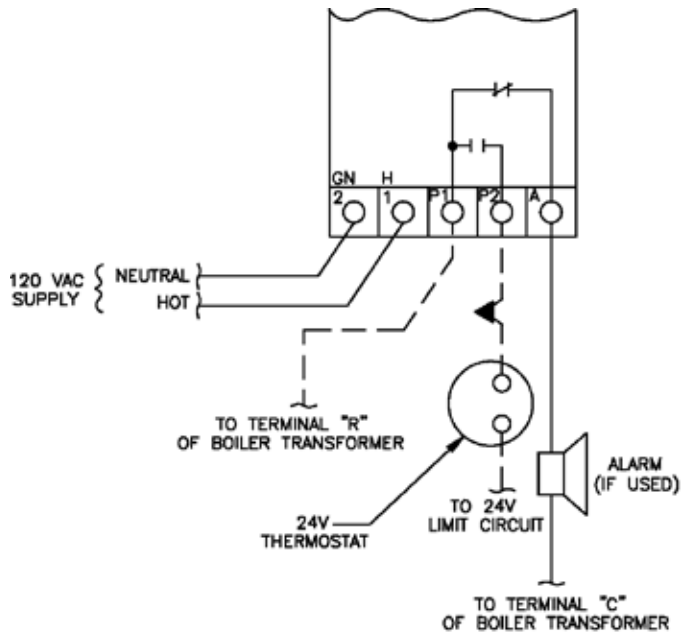 GN H
2 1 P1 P2 A
120 VAC
SUPPLY
NEUTRAL
HOT
TO TERMINAL "R"
OF BOILER TRANSFORMER
24V
THERMOSTAT
TO 24V
LIMIT CIRCUIT
ALARM
(IF USED)
TO TERMINAL "C"
OF BOILER TRANSFORMER